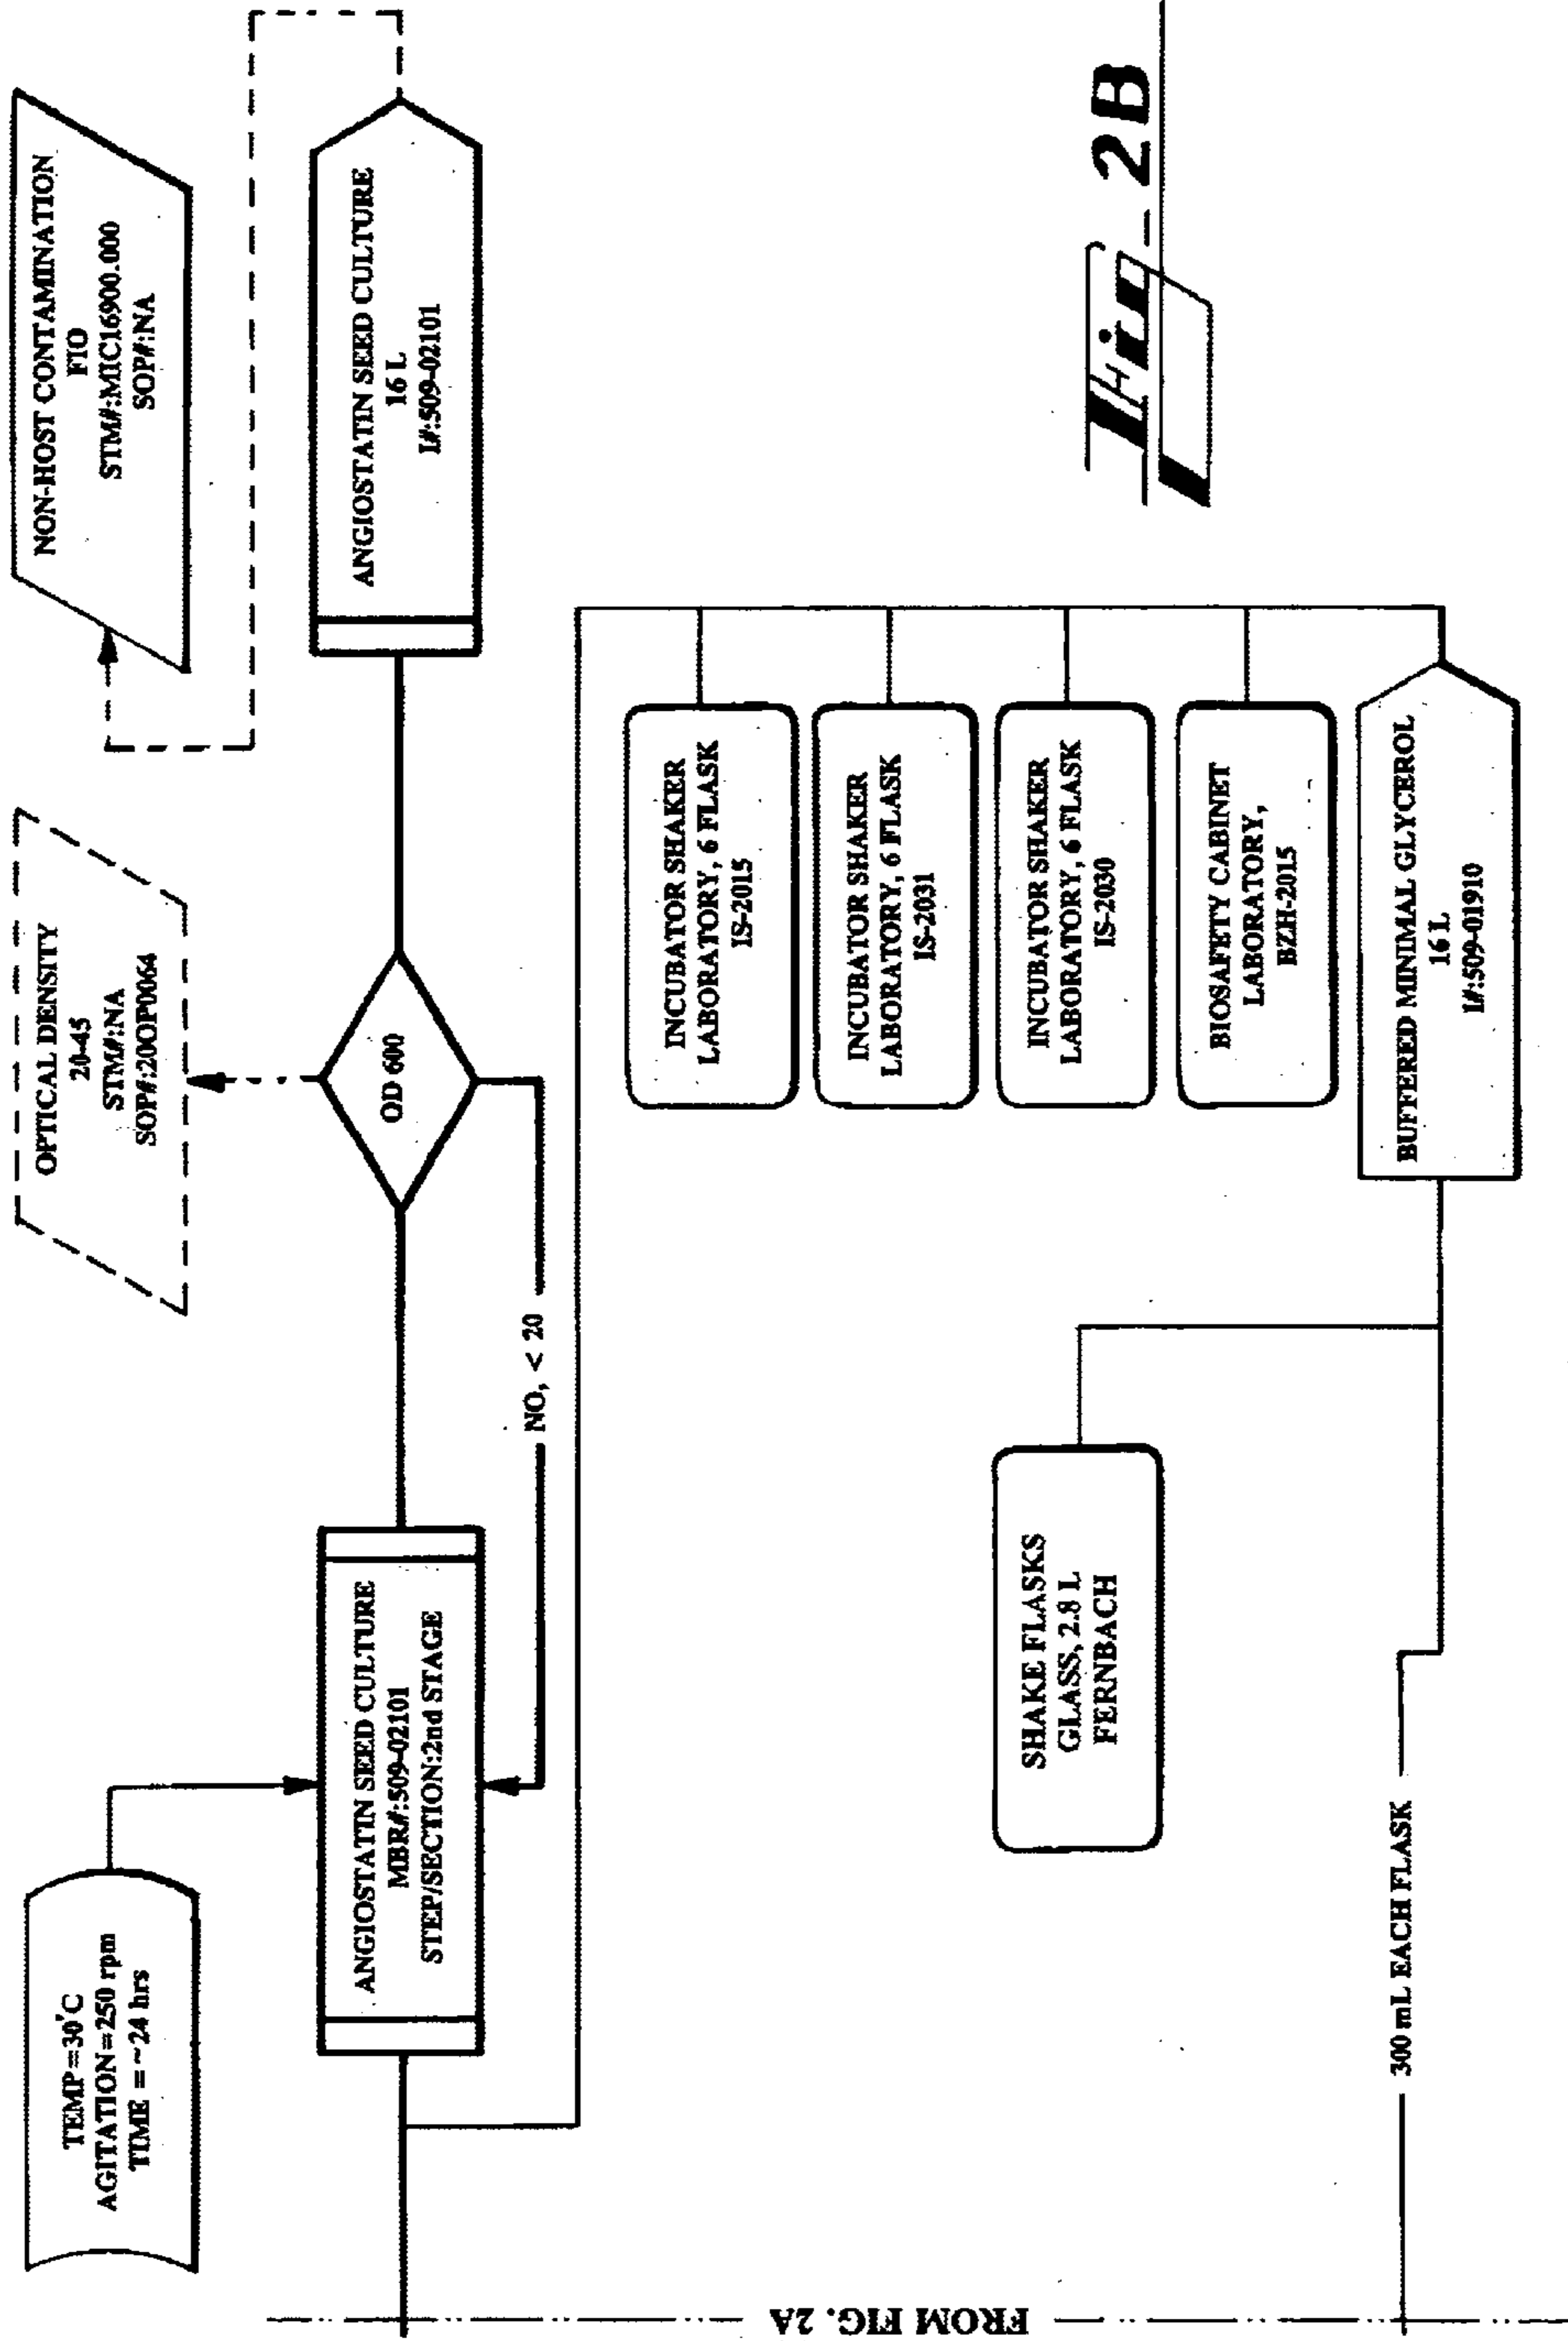 FROM FIG. 2A
TEMP=30'C
AGITATION=250 rpm
TIME =~24 hrs
ANGIOSTATIN SEED CULTURE
MBR#:509-02101
STEP/SECTION:2nd STAGE
NO, < 20
OD 600
OPTICAL DENSITY
20-45
STM#:NA
SOP#:20OP0064
NON-HOST CONTAMINATION
FIO
STM#:MIC16900.000
SOP#:NA
ANGIOSTATIN SEED CULTURE
16 L
I#:509-02101
INCUBATOR SHAKER
LABORATORY, 6 FLASK
IS-2015
INCUBATOR SHAKER
LABORATORY, 6 FLASK
IS-2031
INCUBATOR SHAKER
LABORATORY, 6 FLASK
IS-2030
BIOSAFETY CABINET
LABORATORY,
BZH-2015
SHAKE FLASKS
GLASS, 2.8 L
FERNBACH
BUFFERED MINIMAL GLYCEROL
16 L
I#:509-01910
300 mL EACH FLASK
Fig 2B